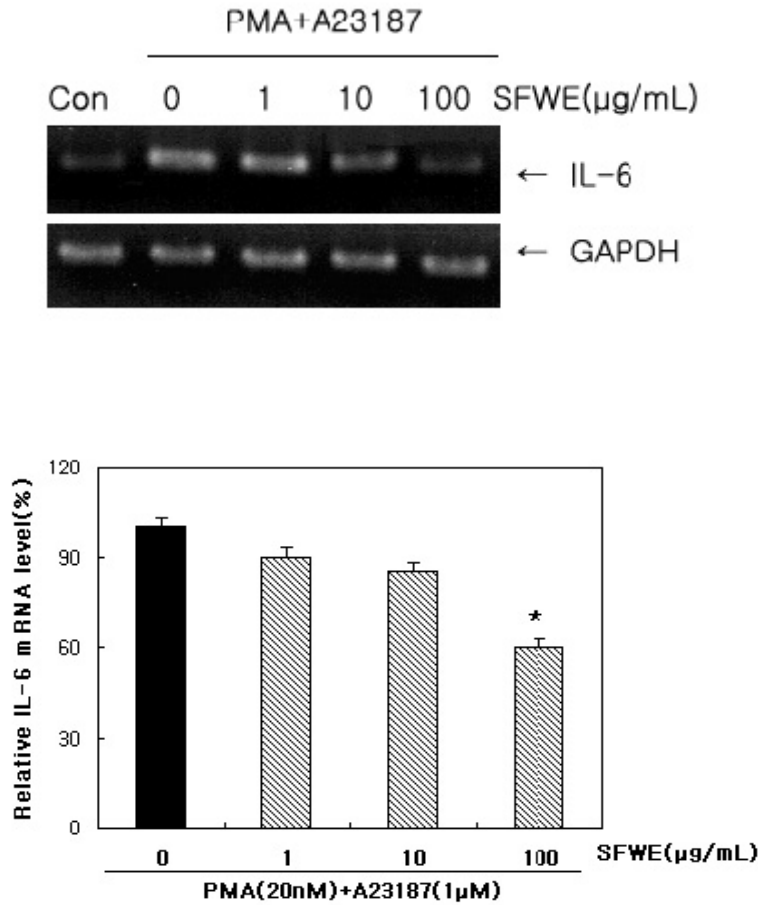 PMA+A23187
Con 0 1 10 100 SFWE(μg/mL)
← IL-6
← GAPDH
Relative IL-6 mRNA level(%)
120
90
60
30
0
*
0 1 10 100 SFWE(μg/mL)
PMA(20nM)+A23187(1μM)